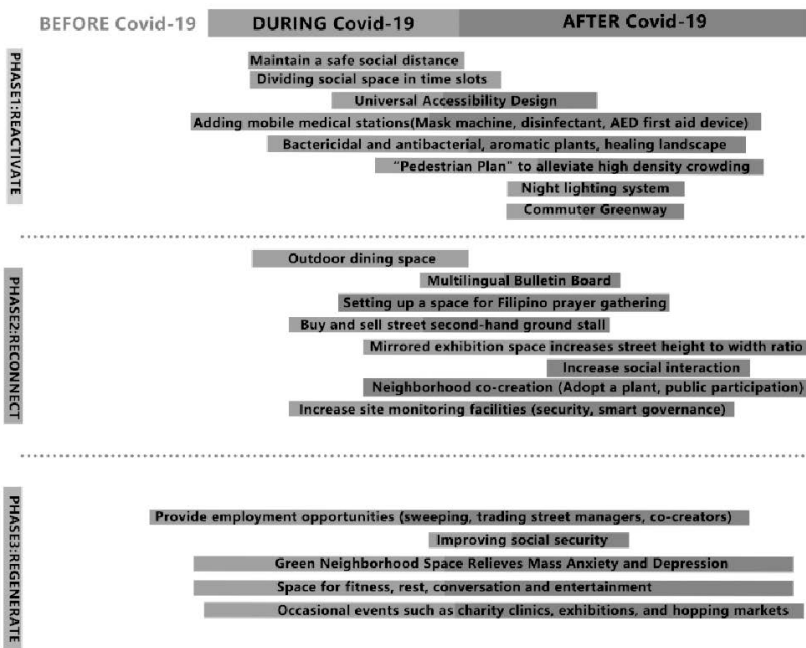 BEFORE Covid-19 DURING Covid-19 AFTER Covid-19
PHASE1:REACTIVATE
Maintain a safe social distance
Dividing social space in time slots
Universal Accessibility Design
Adding mobile medical stations(Mask machine, disinfectant, AED first aid device)
Bactericidal and antibacterial, aromatic plants, healing landscape
"Pedestrian Plan" to alleviate high density crowding
Night lighting system
Commuter Greenway
PHASE2:RECONNECT
Outdoor dining space
Multilingual Bulletin Board
Setting up a space for Filipino prayer gathering
Buy and sell street second-hand ground stall
Mirrored exhibition space increases street height to width ratio
Increase social interaction
Neighborhood co-creation (Adopt a plant, public participation)
Increase site monitoring facilities (security, smart governance)
PHASE3:REGENERATE
Provide employment opportunities (sweeping, trading street managers, co-creators)
Improving social security
Green Neighborhood Space Relieves Mass Anxiety and Depression
Space for fitness, rest, conversation and entertainment
Occasional events such as charity clinics, exhibitions, and hopping markets